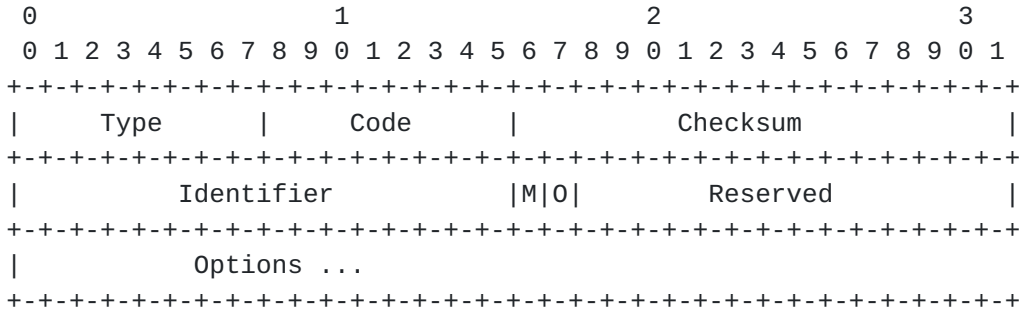 0                   1                   2                   3
 0 1 2 3 4 5 6 7 8 9 0 1 2 3 4 5 6 7 8 9 0 1 2 3 4 5 6 7 8 9 0 1
+-+-+-+-+-+-+-+-+-+-+-+-+-+-+-+-+-+-+-+-+-+-+-+-+-+-+-+-+-+-+-+-+
|     Type      |     Code      |          Checksum             |
+-+-+-+-+-+-+-+-+-+-+-+-+-+-+-+-+-+-+-+-+-+-+-+-+-+-+-+-+-+-+-+-+
|          Identifier           |M|O|        Reserved           |
+-+-+-+-+-+-+-+-+-+-+-+-+-+-+-+-+-+-+-+-+-+-+-+-+-+-+-+-+-+-+-+-+
|           Options ...
+-+-+-+-+-+-+-+-+-+-+-+-+-+-+-+-+-+-+-+-+-+-+-+-+-+-+-+-+-+-+-+-+